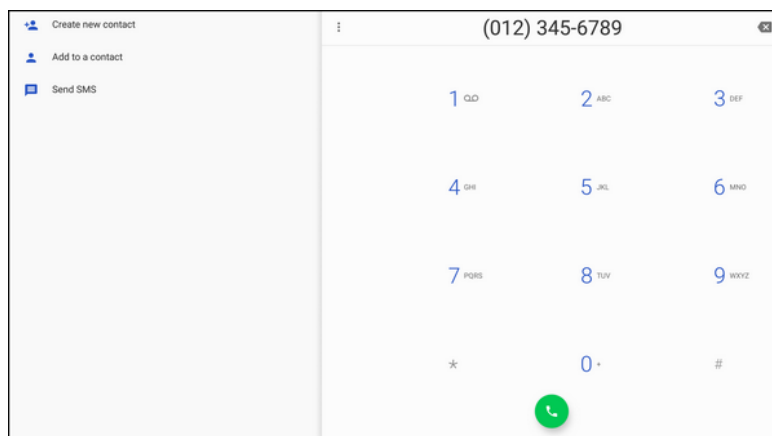 Create new contact
Add to a contact
Send SMS
(012) 345-6789
1
2 ABC
3 DEF
4 GHI
5 JKL
6 MNO
7 PQRS
8 TUV
9 WXYZ
*
0 +
#